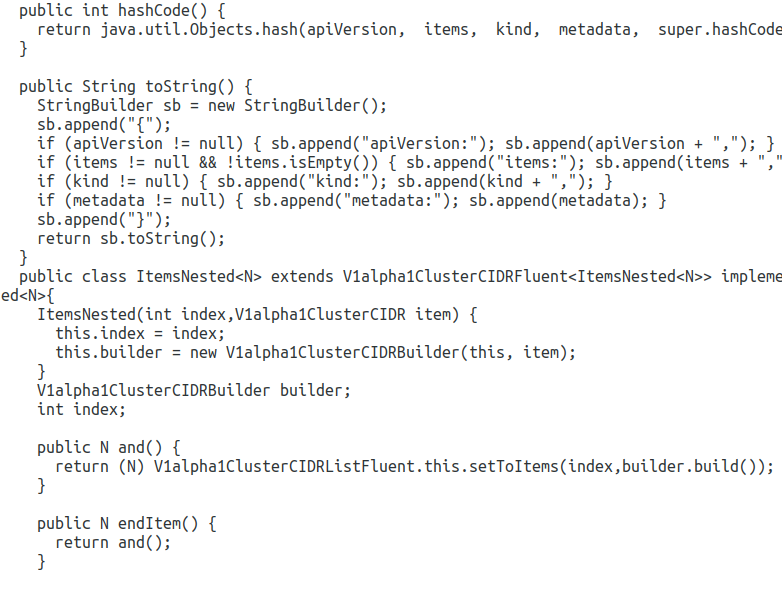 public int hashCode() {
return java.util.Objects.hash(apiVersion,  items,  kind,  metadata,  super.hashCode
}
public String toString() {
StringBuilder sb = new StringBuilder();
sb.append("{");
if (apiVersion != null) { sb.append("apiVersion:"); sb.append(apiVersion + ","); }
if (items != null && !items.isEmpty()) { sb.append("items:"); sb.append(items + ","
if (kind != null) { sb.append("kind:"); sb.append(kind + ","); }
if (metadata != null) { sb.append("metadata:"); sb.append(metadata); }
sb.append("}");
return sb.toString();
}
public class ItemsNested<N> extends V1alpha1ClusterCIDRFluent<ItemsNested<N>> impleme
ed<N>{
ItemsNested(int index,V1alpha1ClusterCIDR item) {
this.index = index;
this.builder = new V1alpha1ClusterCIDRBuilder(this, item);
}
V1alpha1ClusterCIDRBuilder builder;
int index;
public N and() {
return (N) V1alpha1ClusterCIDRListFluent.this.setToItems(index,builder.build());
}
public N endItem() {
return and();
}